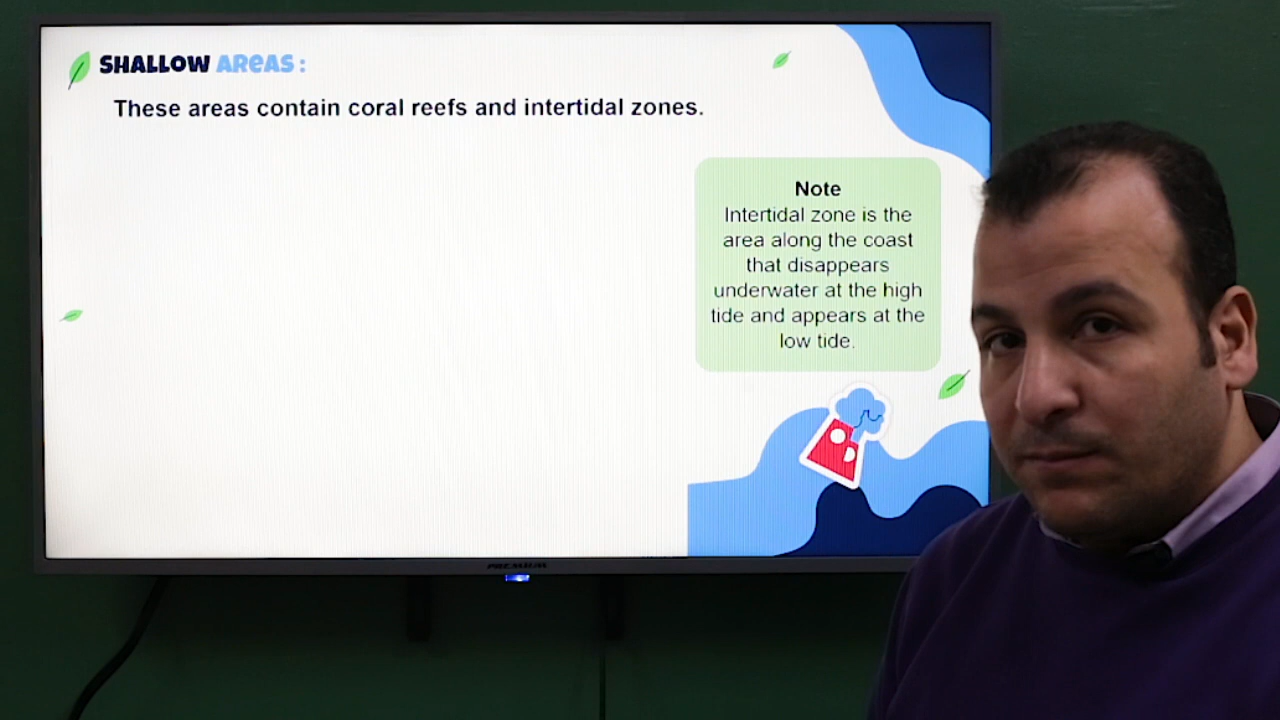 SHALLOW AREAS :
These areas contain coral reefs and intertidal zones.
Note
Intertidal zone is the
area along the coast
that disappears
underwater at the high
tide and appears at the
low tide.
PREMIUM